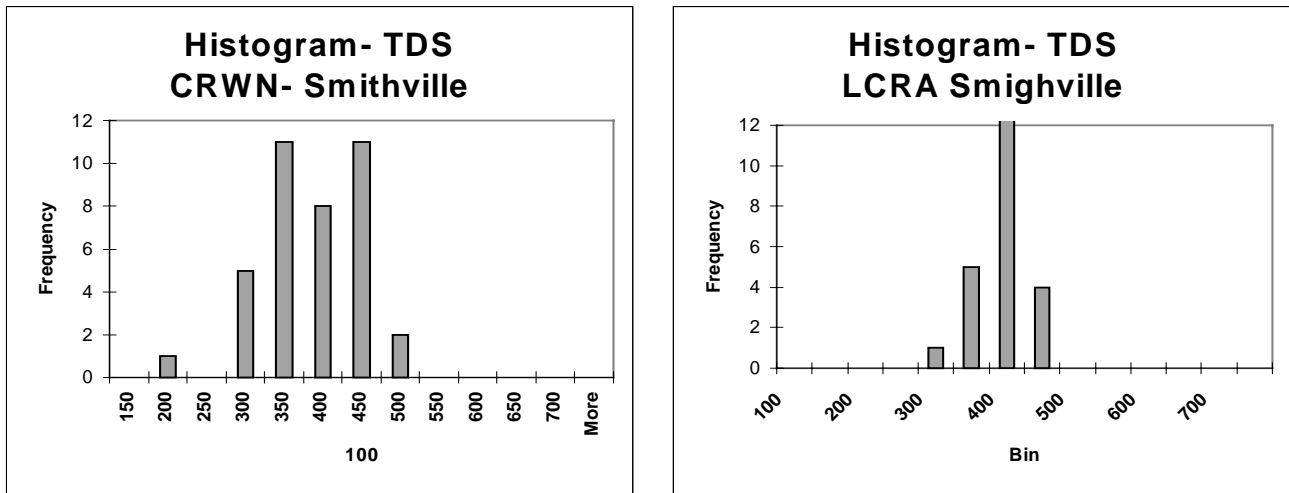 Histogram- TDS
CRWN- Smithville
12
10
8
6
4
2
0
Frequency
150 200 250 300 350 400 450 500 550 600 650 700 More
100
Histogram- TDS
LCRA Smighville
12
10
8
6
4
2
0
Frequency
100 200 300 400 500 600 700
Bin